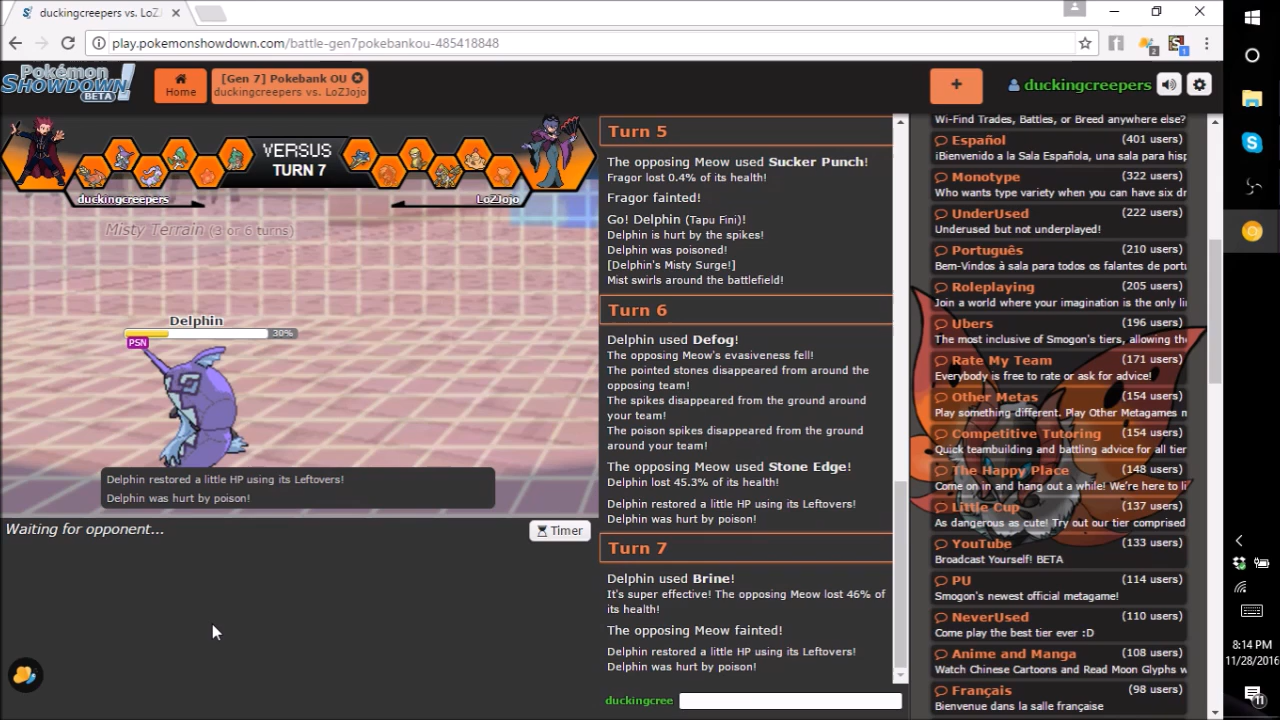 duckingcreepers vs. LoZJ
play.pokemonshowdown.com/battle-gen7pokebankou-485418848
2
1
Pokémon
SHOWDOWN!
BETA
Home
[Gen 7] Pokebank OU
duckingcreepers vs. LoZJojo
+
duckingcreepers
VERSUS
TURN 7
duckingcreepers
LoZJojo
Misty Terrain (3 or 6 turns)
Delphin
30%
PSN
Delphin restored a little HP using its Leftovers!
Delphin was hurt by poison!
Waiting for opponent...
Timer
Turn 5
The opposing Meow used Sucker Punch!
Fragor lost 0.4% of its health!
Fragor fainted!
Go! Delphin (Tapu Fini)!
Delphin is hurt by the spikes!
Delphin was poisoned!
[Delphin's Misty Surge!]
Mist swirls around the battlefield!
Turn 6
Delphin used Defog!
The opposing Meow's evasiveness fell!
The pointed stones disappeared from around the
opposing team!
The spikes disappeared from the ground around
your team!
The poison spikes disappeared from the ground
around your team!
The opposing Meow used Stone Edge!
Delphin lost 45.3% of its health!
Delphin restored a little HP using its Leftovers!
Delphin was hurt by poison!
Turn 7
Delphin used Brine!
It's super effective! The opposing Meow lost 46% of
its health!
The opposing Meow fainted!
Delphin restored a little HP using its Leftovers!
Delphin was hurt by poison!
duckingcree
Wi-Find Trades, Battles, or Breed anywhere else?
Español (401 users)
¡Bienvenido a la Sala Española, una sala para hisp
Monotype (322 users)
Who wants type variety when you can have six dr
UnderUsed (222 users)
Underused but not underplayed!
Português (210 users)
Bem-Vindos à sala para todos os falantes de portu
Roleplaying (205 users)
Join a world where your imagination is the only li
Ubers (196 users)
The most inclusive of Smogon's tiers, allowing the
Rate My Team (171 users)
Everybody is free to rate or ask for advice!
Other Metas (154 users)
Play something different. Play Other Metagames n
Competitive Tutoring (154 users)
Quick teambuilding and battling advice for all tier
The Happy Place (148 users)
Come on in and hang out a while! We're here to li
Little Cup (137 users)
As dangerous as cute! Try out our tier comprised
YouTube (133 users)
Broadcast Yourself! BETA
PU (114 users)
Smogon's newest official metagame!
NeverUsed (110 users)
Come play the best tier ever :D
Anime and Manga (108 users)
Watch Chinese Cartoons and Read Moon Glyphs w
Français (98 users)
Bienvenue dans la salle française
8:14 PM
11/28/2016
11